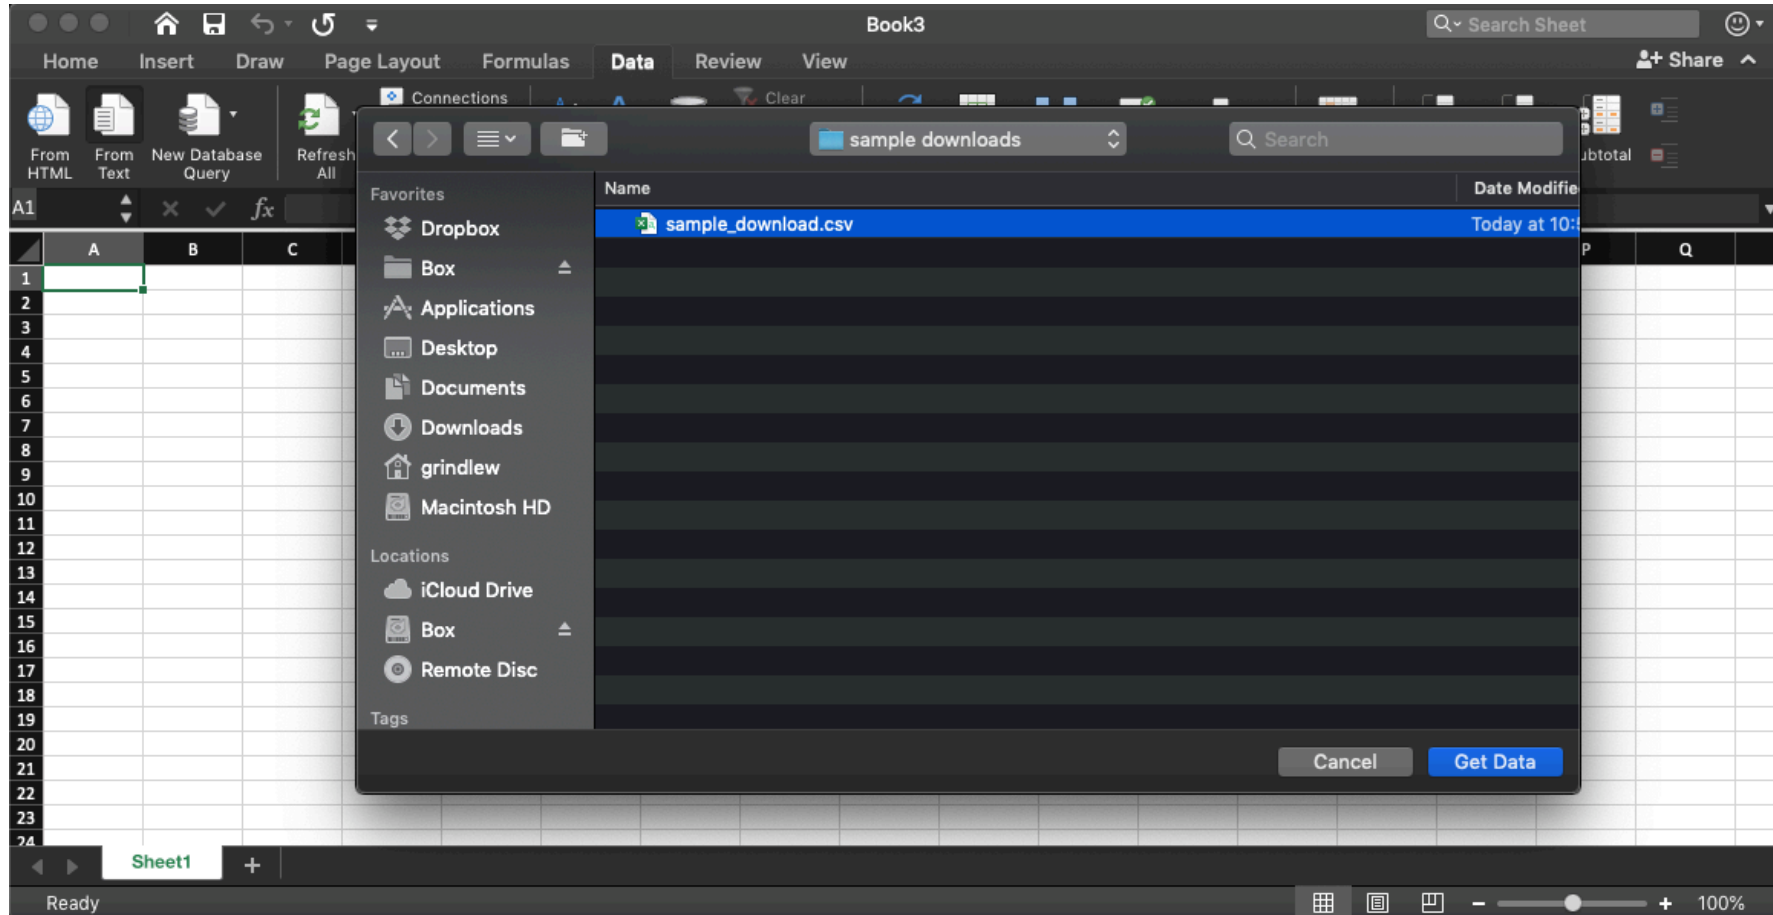 Book3
Search Sheet
Home Insert Draw Page Layout Formulas Data Review View
Share
Connections
Clear
From HTML
From Text
New Database Query
Refresh All
sample downloads
Search
A1
fx
Favorites
Dropbox
Box
Applications
Desktop
Documents
Downloads
grindlew
Macintosh HD
Locations
iCloud Drive
Box
Remote Disc
Tags
Name
sample_download.csv
Today at 10:
Cancel
Get Data
A B C P Q
1
2
3
4
5
6
7
8
9
10
11
12
13
14
15
16
17
18
19
20
21
22
23
24
Sheet1
Ready
100%